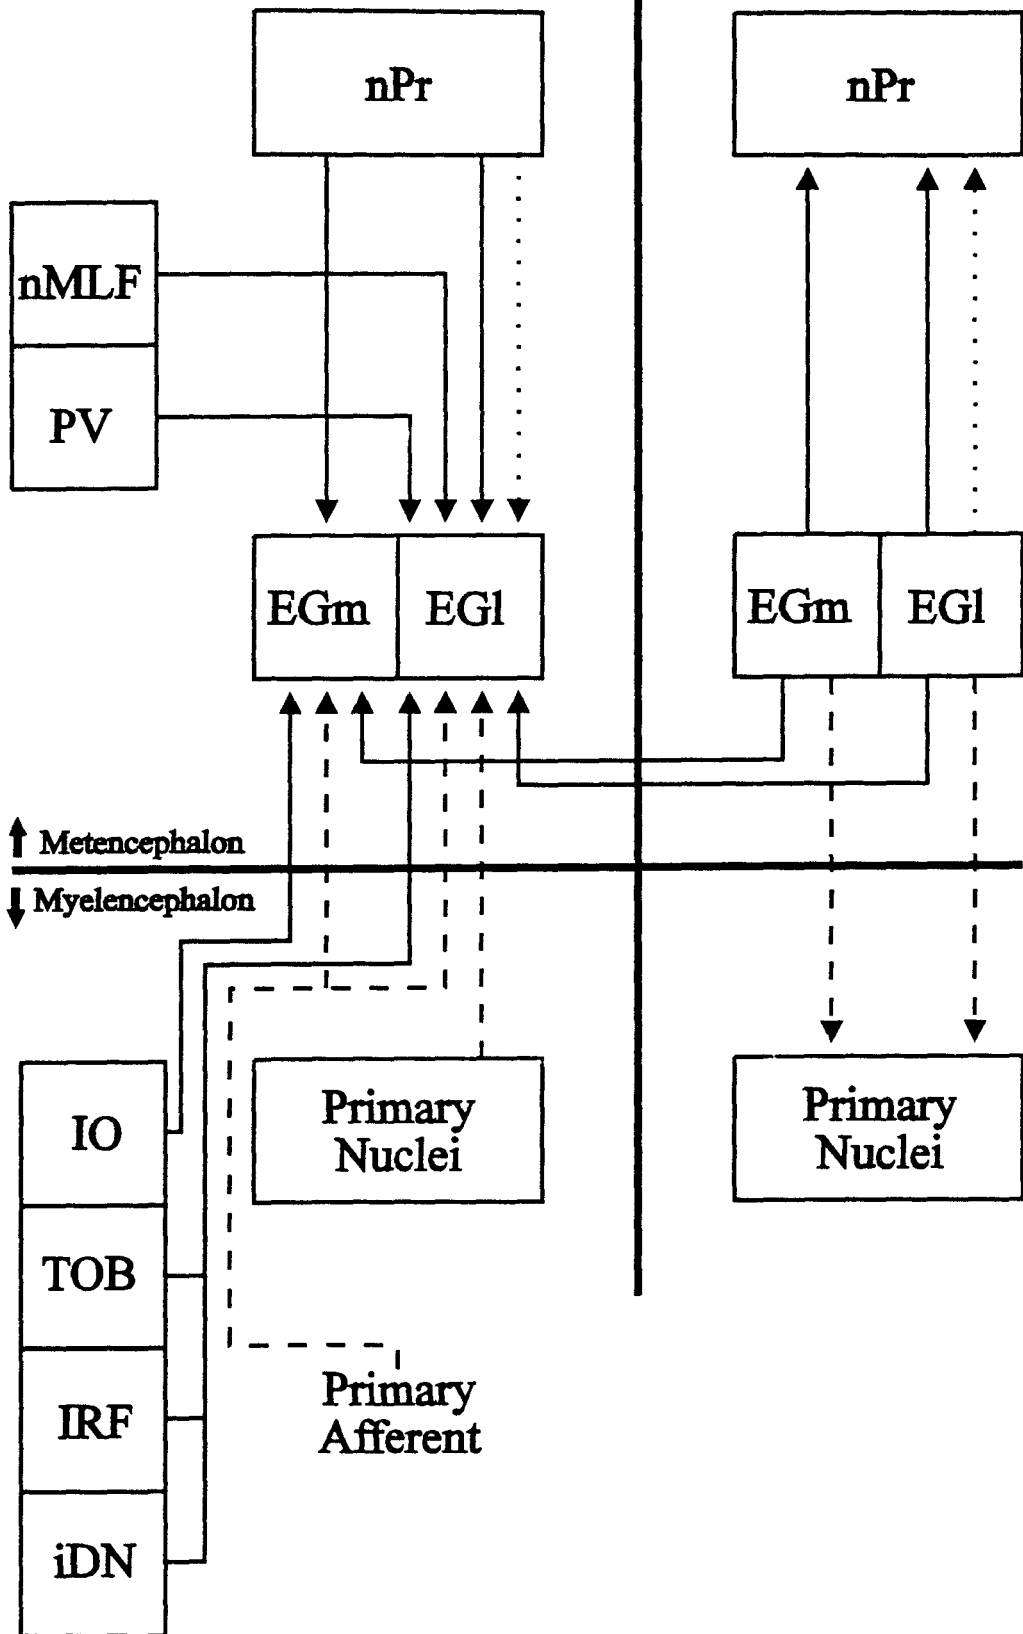 nPr
nPr
nMLF
PV
EGm
EGl
EGm
EGl
Metencephalon
Myelencephalon
IO
Primary
Nuclei
Primary
Nuclei
TOB
IRF
Primary
Afferent
iDN